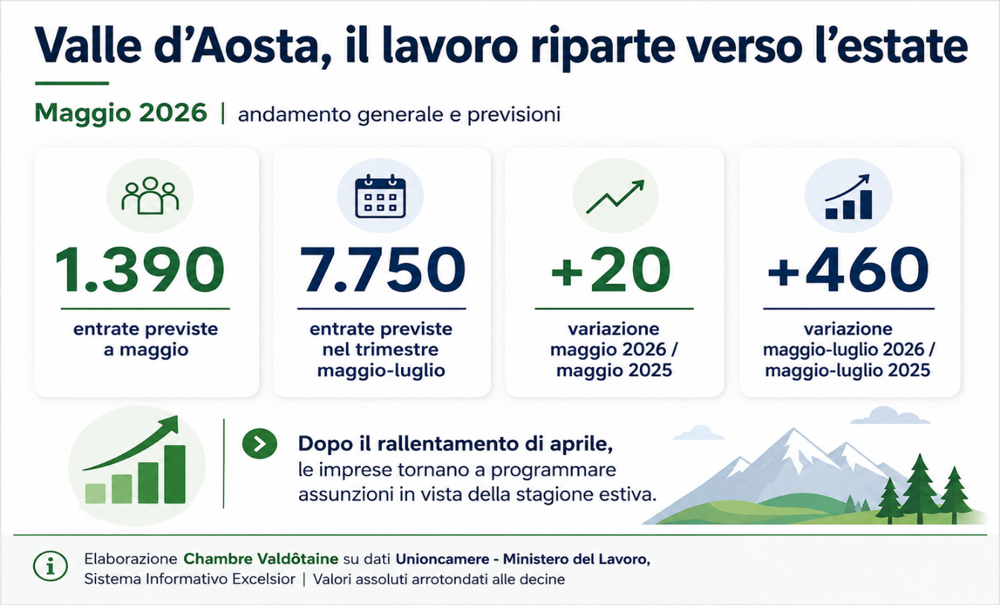 Valle d’Aosta, il lavoro riparte verso l’estate
Maggio 2026 | andamento generale e previsioni
1.390
entrate previste
a maggio
7.750
entrate previste
nel trimestre
maggio-luglio
+20
variazione
maggio 2026 /
maggio 2025
+460
variazione
maggio-luglio 2026 /
maggio-luglio 2025
Dopo il rallentamento di aprile,
le imprese tornano a programmare
assunzioni in vista della stagione estiva.
Elaborazione Chambre Valdôtaine su dati Unioncamere - Ministero del Lavoro,
Sistema Informativo Excelsior | Valori assoluti arrotondati alle decine